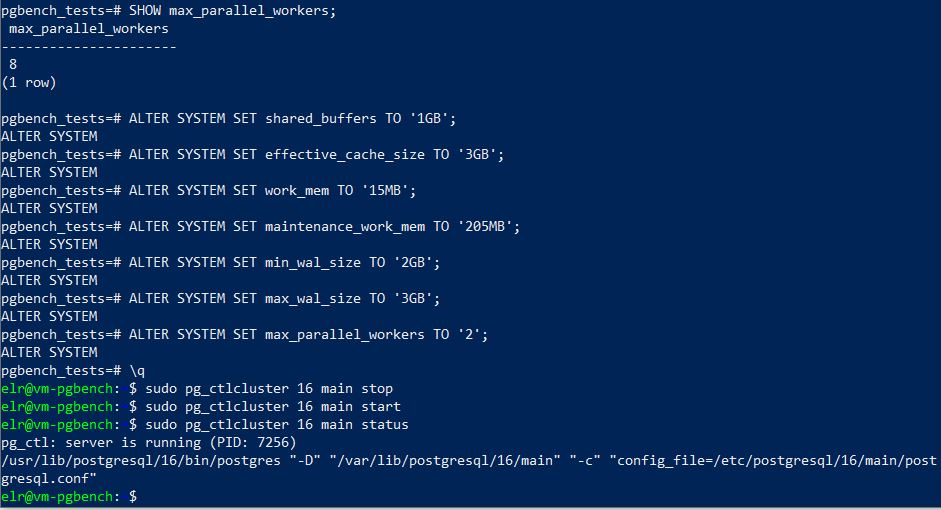 pgbench_tests=# SHOW max_parallel_workers;
 max_parallel_workers
----------------------
 8
(1 row)

pgbench_tests=# ALTER SYSTEM SET shared_buffers TO '1GB';
ALTER SYSTEM
pgbench_tests=# ALTER SYSTEM SET effective_cache_size TO '3GB';
ALTER SYSTEM
pgbench_tests=# ALTER SYSTEM SET work_mem TO '15MB';
ALTER SYSTEM
pgbench_tests=# ALTER SYSTEM SET maintenance_work_mem TO '205MB';
ALTER SYSTEM
pgbench_tests=# ALTER SYSTEM SET min_wal_size TO '2GB';
ALTER SYSTEM
pgbench_tests=# ALTER SYSTEM SET max_wal_size TO '3GB';
ALTER SYSTEM
pgbench_tests=# ALTER SYSTEM SET max_parallel_workers TO '2';
ALTER SYSTEM
pgbench_tests=# \q
elr@vm-pgbench: $ sudo pg_ctlcluster 16 main stop
elr@vm-pgbench: $ sudo pg_ctlcluster 16 main start
elr@vm-pgbench: $ sudo pg_ctlcluster 16 main status
pg_ctl: server is running (PID: 7256)
/usr/lib/postgresql/16/bin/postgres "-D" "/var/lib/postgresql/16/main" "-c" "config_file=/etc/postgresql/16/main/post
gresql.conf"
elr@vm-pgbench: $